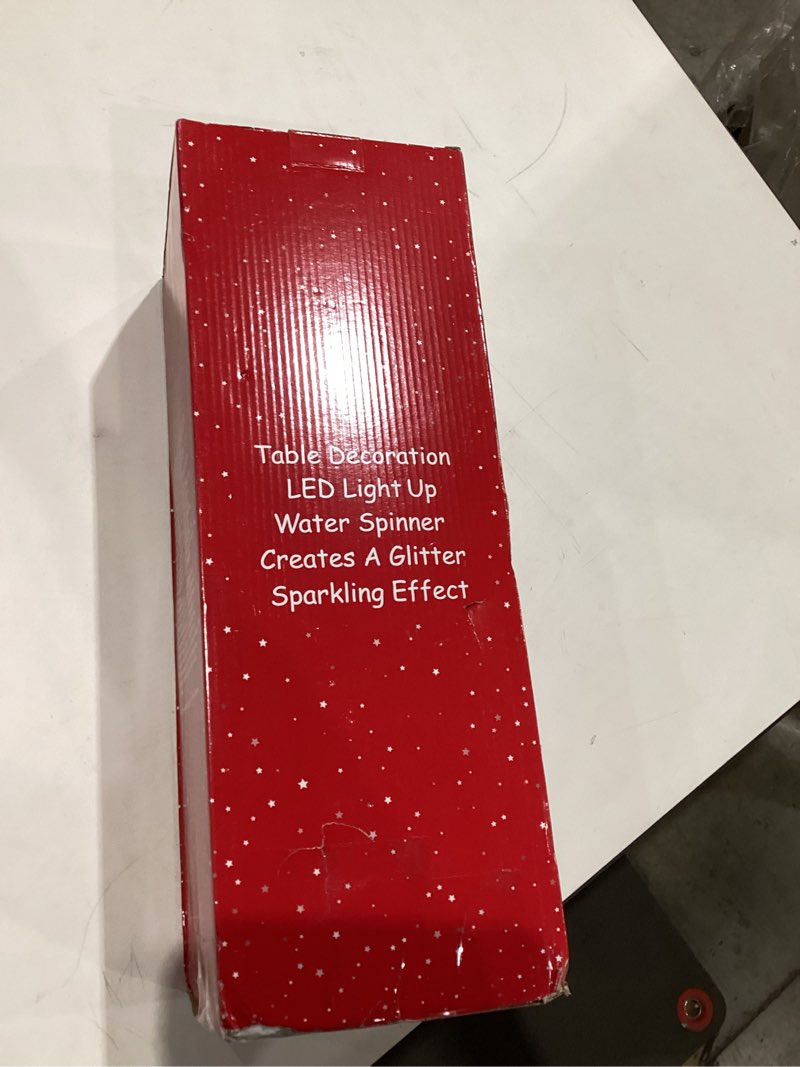 Table Decoration
LED Light Up
Water Spinner
Creates A Glitter
Sparkling Effect